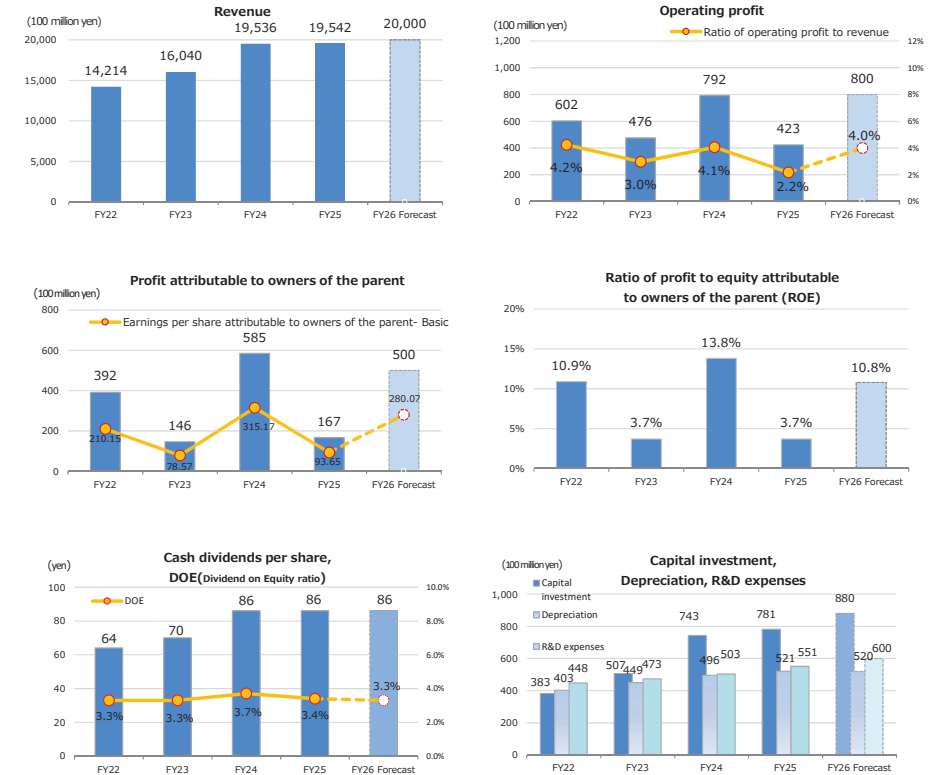 Revenue
(100 million yen)
20,000
15,000
10,000
5,000
0
14,214
16,040
19,536
19,542
20,000
0
FY22
FY23
FY24
FY25
FY26 Forecast
Operating profit
(100 million yen)
Ratio of operating profit to revenue
1,200
1,000
800
600
400
200
0
12%
10%
8%
6%
4%
2%
0%
602
476
792
423
800
4.2%
3.0%
4.1%
2.2%
4.0%
0
FY22
FY23
FY24
FY25
FY26 Forecast
Profit attributable to owners of the parent
(100 million yen)
Earnings per share attributable to owners of the parent- Basic
800
600
400
200
0
392
146
585
167
500
210.15
78.57
315.17
93.65
280.07
0
FY22
FY23
FY24
FY25
FY26 Forecast
Ratio of profit to equity attributable
to owners of the parent (ROE)
20%
15%
10%
5%
0%
10.9%
3.7%
13.8%
3.7%
10.8%
FY22
FY23
FY24
FY25
FY26 Forecast
Cash dividends per share,
DOE(Dividend on Equity ratio)
(yen)
DOE
100
80
60
40
20
0
10.0%
8.0%
6.0%
4.0%
2.0%
0.0%
64
70
86
86
86
3.3%
3.3%
3.7%
3.4%
3.3%
FY22
FY23
FY24
FY25
FY26 Forecast
Capital investment,
Depreciation, R&D expenses
(100 million yen)
Capital
investment
Depreciation
R&D expenses
1,000
800
600
400
200
0
383
403
448
507
449
473
743
496
503
781
521
551
880
520
600
FY22
FY23
FY24
FY25
FY26 Forecast